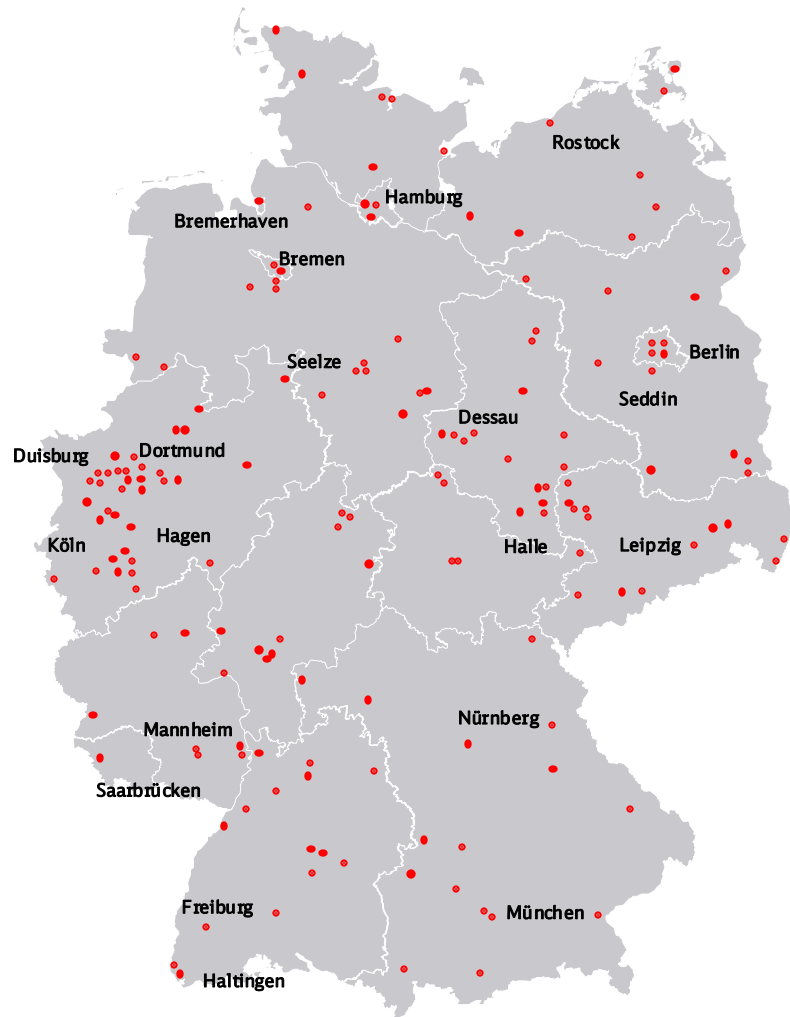 Rostock
Hamburg
Bremerhaven
Bremen
Berlin
Seelze
Seddin
Dessau
Dortmund
Duisburg
Hagen
Köln
Halle
Leipzig
Nürnberg
Mannheim
Saarbrücken
Freiburg
München
Haltingen